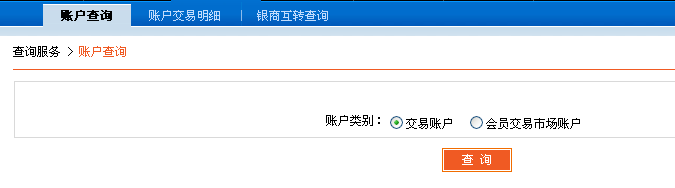 账户查询 账户交易明细 | 银商互转查询
查询服务 > 账户查询
账户类别： 交易账户 会员交易市场账户
查 询